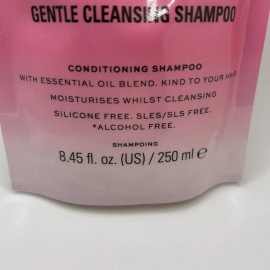 GENTLE CLEANSING SHAMPOO
CONDITIONING SHAMPOO
WITH ESSENTIAL OIL BLEND. KIND TO YOUR HAIR
MOISTURISES WHILST CLEANSING
SILICONE FREE. SLES/SLS FREE.
*ALCOHOL FREE.
SHAMPOING
8.45 fl. oz. (US) / 250 ml ℮